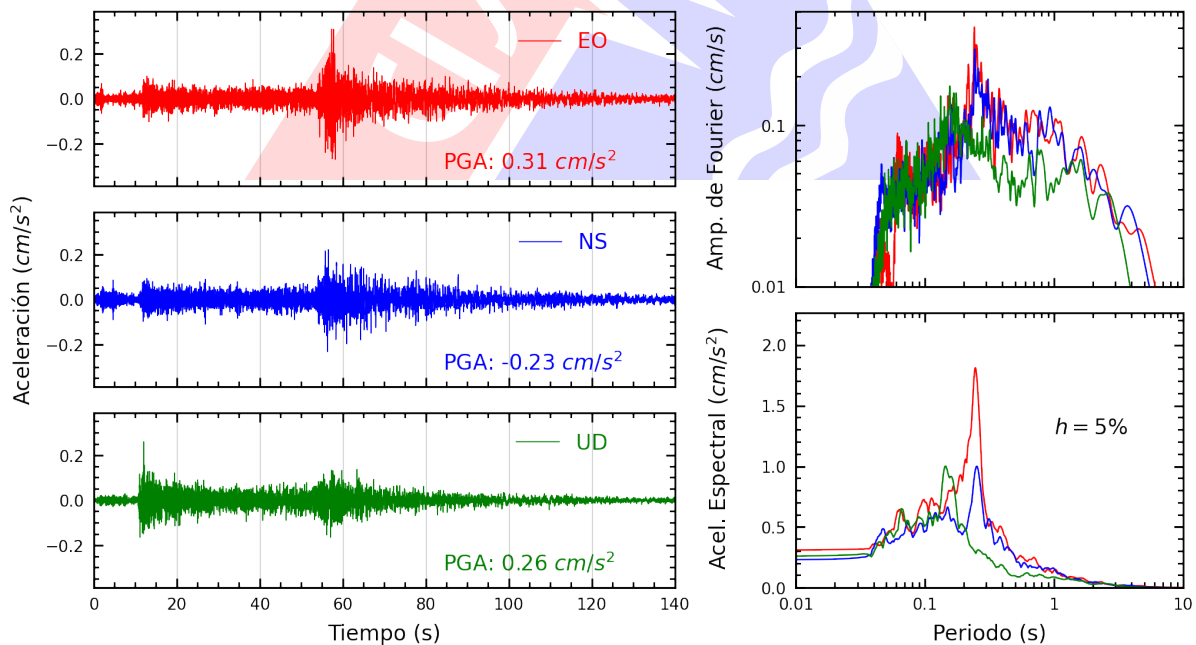 EO
0.2
0.0
−0.2
PGA: 0.31 cm/s²
NS
0.2
0.0
−0.2
PGA: -0.23 cm/s²
UD
0.2
0.0
−0.2
PGA: 0.26 cm/s²
Aceleración (cm/s²)
0 20 40 60 80 100 120 140
Tiempo (s)
0.1
0.01
Amp. de Fourier (cm/s)
2.0
1.5
1.0
0.5
0.0
h = 5%
Acel. Espectral (cm/s²)
0.01 0.1 1 10
Periodo (s)